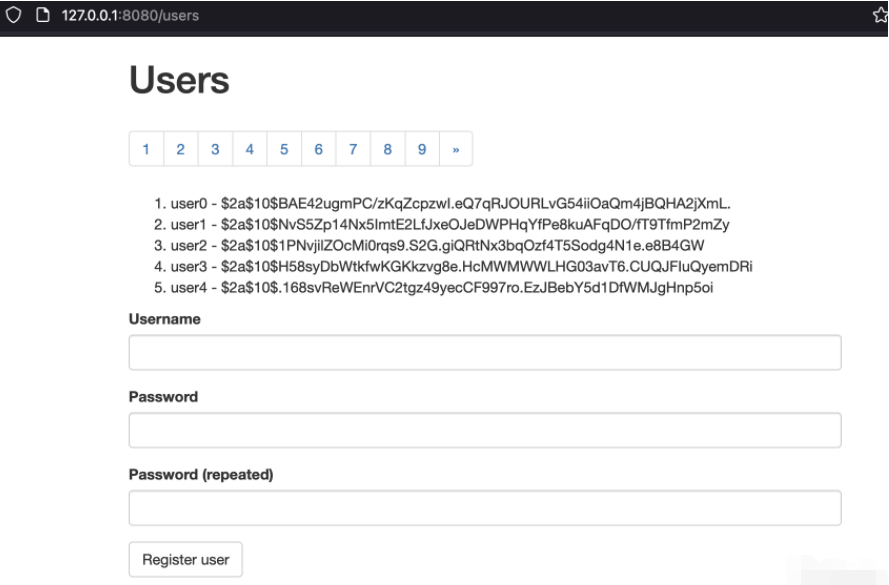 127.0.0.1:8080/users
Users
1 2 3 4 5 6 7 8 9 »
1. user0 - $2a$10$BAE42ugmPC/zKqZcpzwI.eQ7qRJOURLvG54iiOaQm4jBQHA2jXmL.
2. user1 - $2a$10$NvS5Zp14Nx5ImtE2LfJxeOJeDWPHqYfPe8kuAFqDO/fT9TfmP2mZy
3. user2 - $2a$10$1PNvjilZOcMi0rqs9.S2G.giQRtNx3bqOzf4T5Sodg4N1e.e8B4GW
4. user3 - $2a$10$H58syDbWtkfwKGKkzvg8e.HcMWMWWLHG03avT6.CUQJFIuQyemDRi
5. user4 - $2a$10$.168svReWEnrVC2tgz49yecCF997ro.EzJBebY5d1DfWMJgHnp5oi
Username
Password
Password (repeated)
Register user